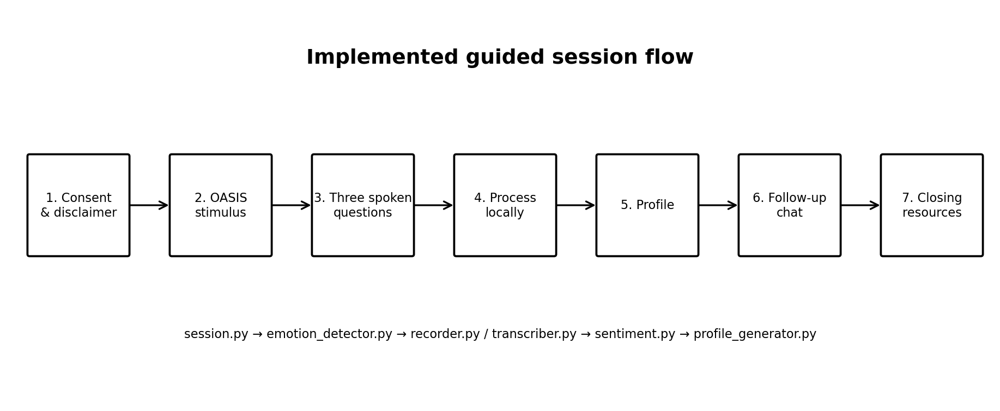 Implemented guided session flow
1. Consent
& disclaimer
2. OASIS
stimulus
3. Three spoken
questions
4. Process
locally
5. Profile
6. Follow-up
chat
7. Closing
resources
session.py → emotion_detector.py → recorder.py / transcriber.py → sentiment.py → profile_generator.py